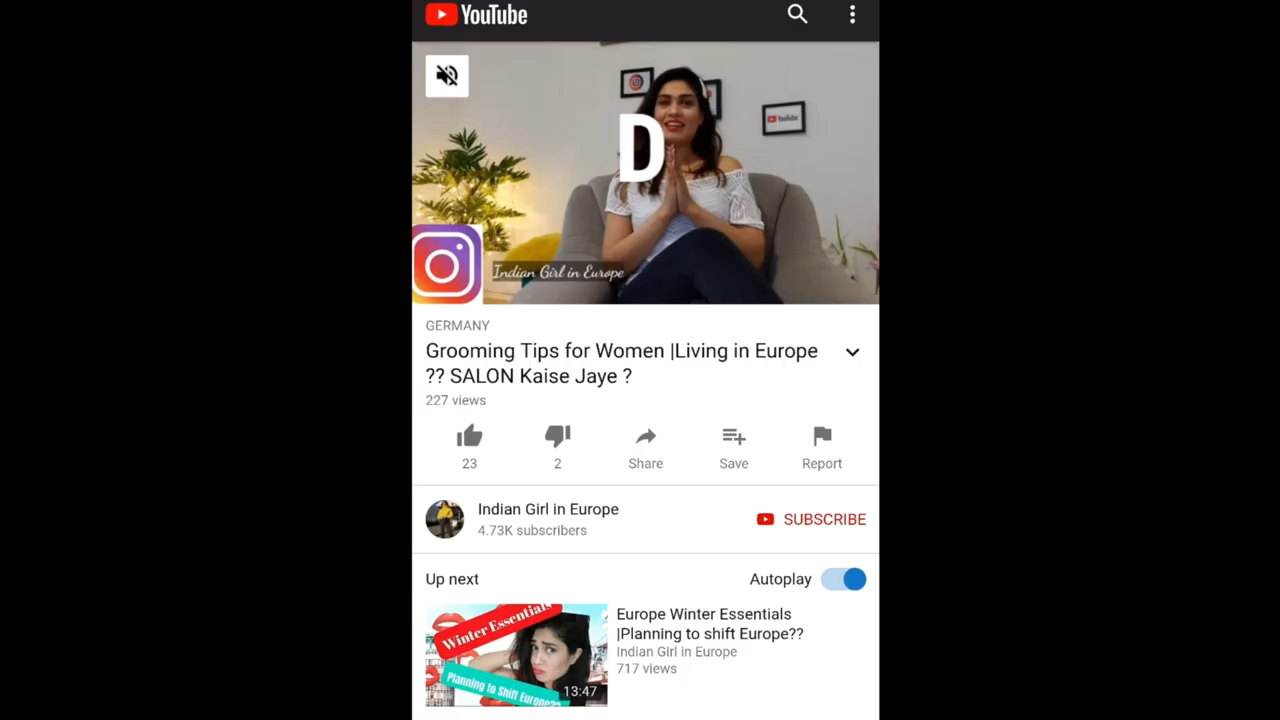 YouTube
YouTube
D
Indian Girl in Europe
GERMANY
Grooming Tips for Women |Living in Europe
?? SALON Kaise Jaye ?
227 views
23
2
Share
Save
Report
Indian Girl in Europe
4.73K subscribers
SUBSCRIBE
Up next
Autoplay
Winter Essentials
Planning to Shift Europe??
13:47
Europe Winter Essentials
|Planning to shift Europe??
Indian Girl in Europe
717 views